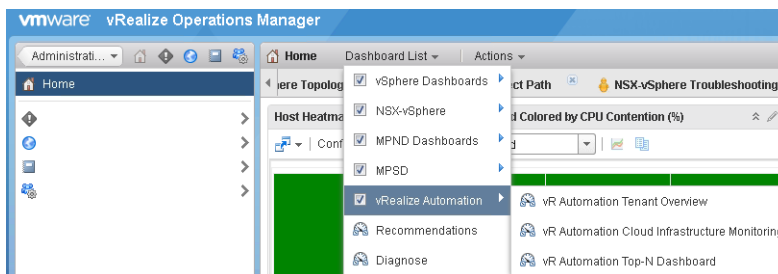 vmware vRealize Operations Manager
Administrati... Home Dashboard List Actions
Home
vSphere Dashboards
NSX-vSphere
MPND Dashboards
MPSD
vRealize Automation
Recommendations
Diagnose
vR Automation Tenant Overview
vR Automation Cloud Infrastructure Monitoring
vR Automation Top-N Dashboard
ere Topolog ct Path NSX-vSphere Troubleshooting
Host Heatma d Colored by CPU Contention (%)
Conf d